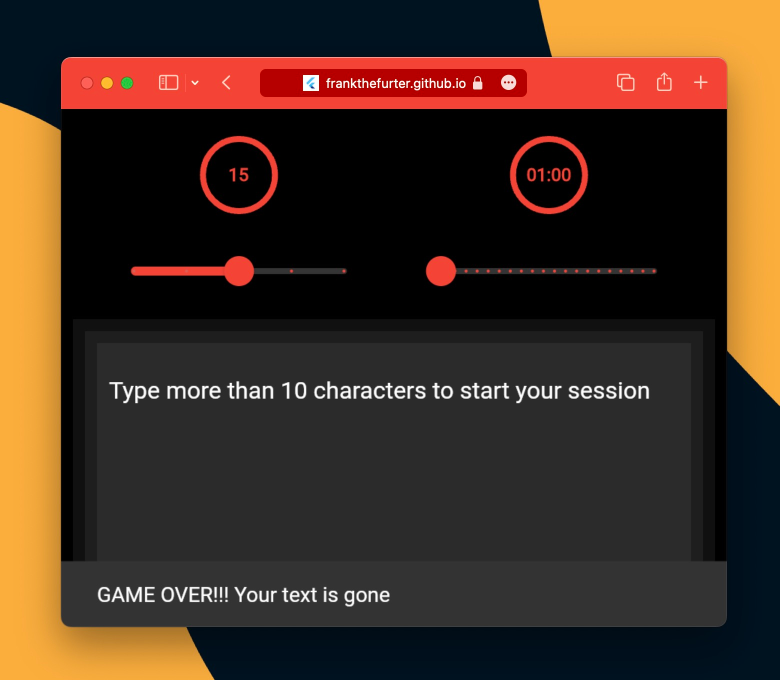 frankthefurter.github.io
15
01:00
Type more than 10 characters to start your session
GAME OVER!!! Your text is gone